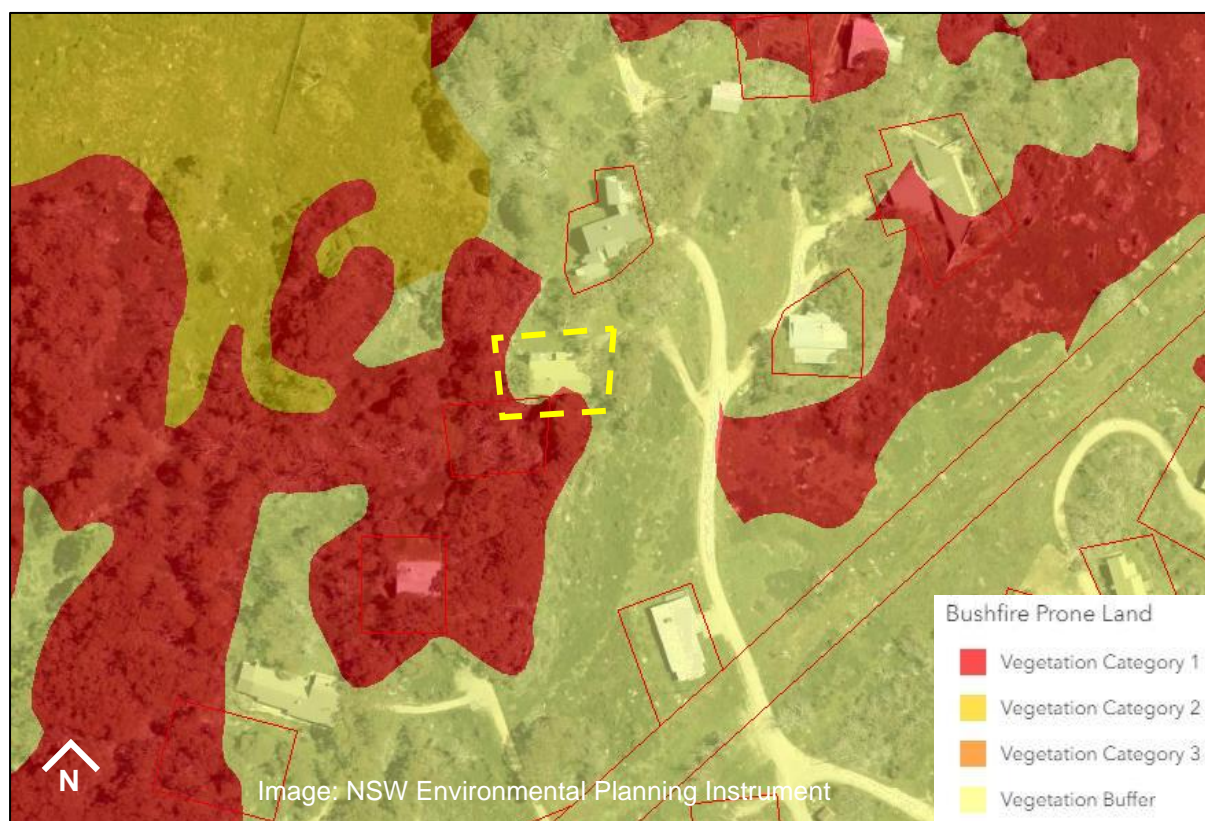 Bushfire Prone Land
Vegetation Category 1
Vegetation Category 2
Vegetation Category 3
Vegetation Buffer
N
Image: NSW Environmental Planning Instrument